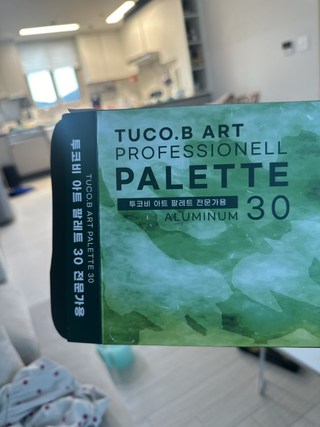 TUCO.B ART
PROFESSIONELL
PALETTE
투코비 아트 팔레트 전문가용
ALUMINUM 30
TUCO.B ART PALETTE 30
투코비 아트 팔레트 30 전문가용